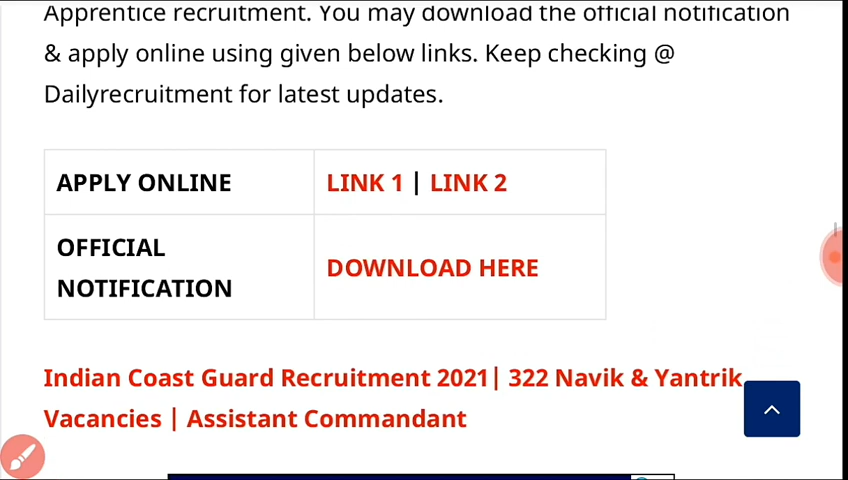 Apprentice recruitment. You may download the official notification
& apply online using given below links. Keep checking @
Dailyrecruitment for latest updates.
APPLY ONLINE LINK 1 | LINK 2
OFFICIAL
NOTIFICATION
DOWNLOAD HERE
Indian Coast Guard Recruitment 2021| 322 Navik & Yantrik
Vacancies | Assistant Commandant